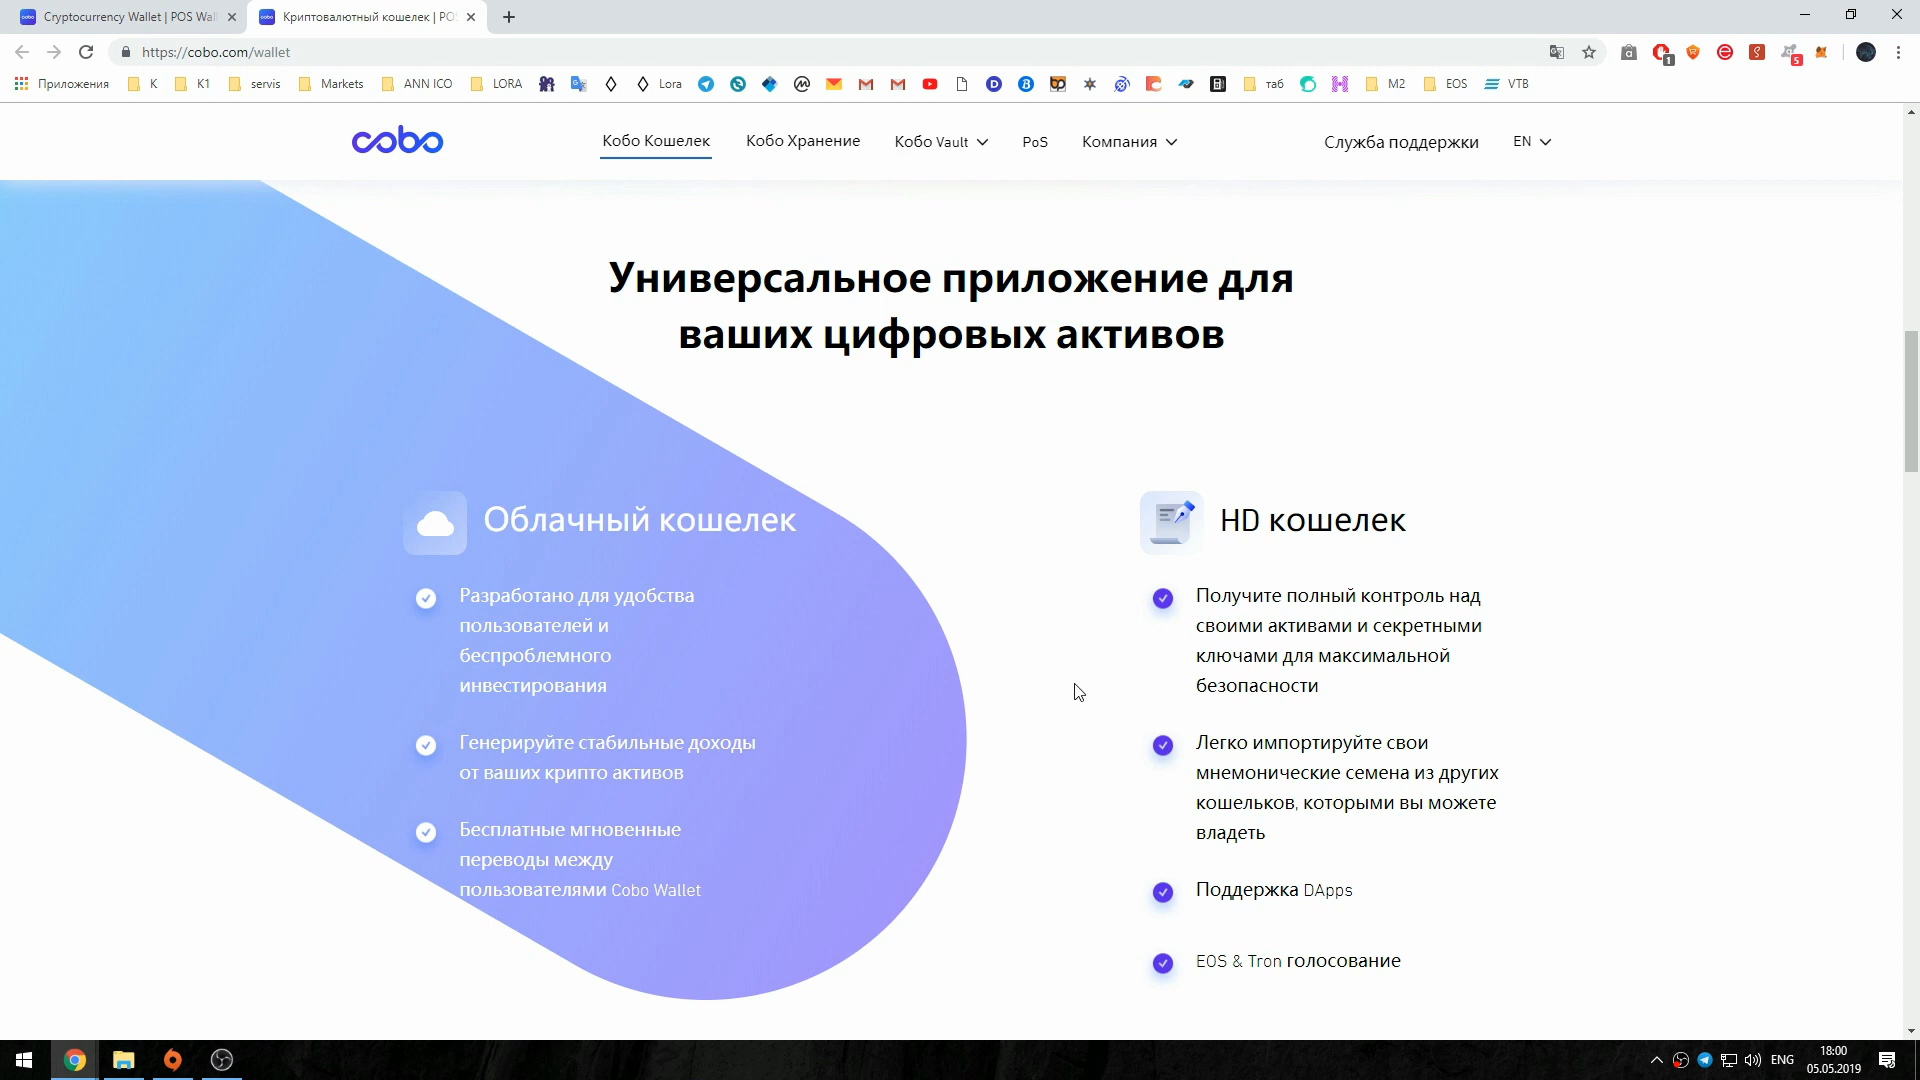 Cryptocurrency Wallet | POS Wal
Криптовалютный кошелек | PO
https://cobo.com/wallet
1
5
Приложения K K1 servis Markets ANN ICO LORA Lora таб M2 EOS VTB
cobo
Кобо Кошелек Кобо Хранение Кобо Vault PoS Компания Служба поддержки EN
Универсальное приложение для
ваших цифровых активов
Облачный кошелек
Разработано для удобства
пользователей и
беспроблемного
инвестирования
Генерируйте стабильные доходы
от ваших крипто активов
Бесплатные мгновенные
переводы между
пользователями Cobo Wallet
HD кошелек
Получите полный контроль над
своими активами и секретными
ключами для максимальной
безопасности
Легко импортируйте свои
мнемонические семена из других
кошельков, которыми вы можете
владеть
Поддержка DApps
EOS & Tron голосование
ENG
18:00
05.05.2019